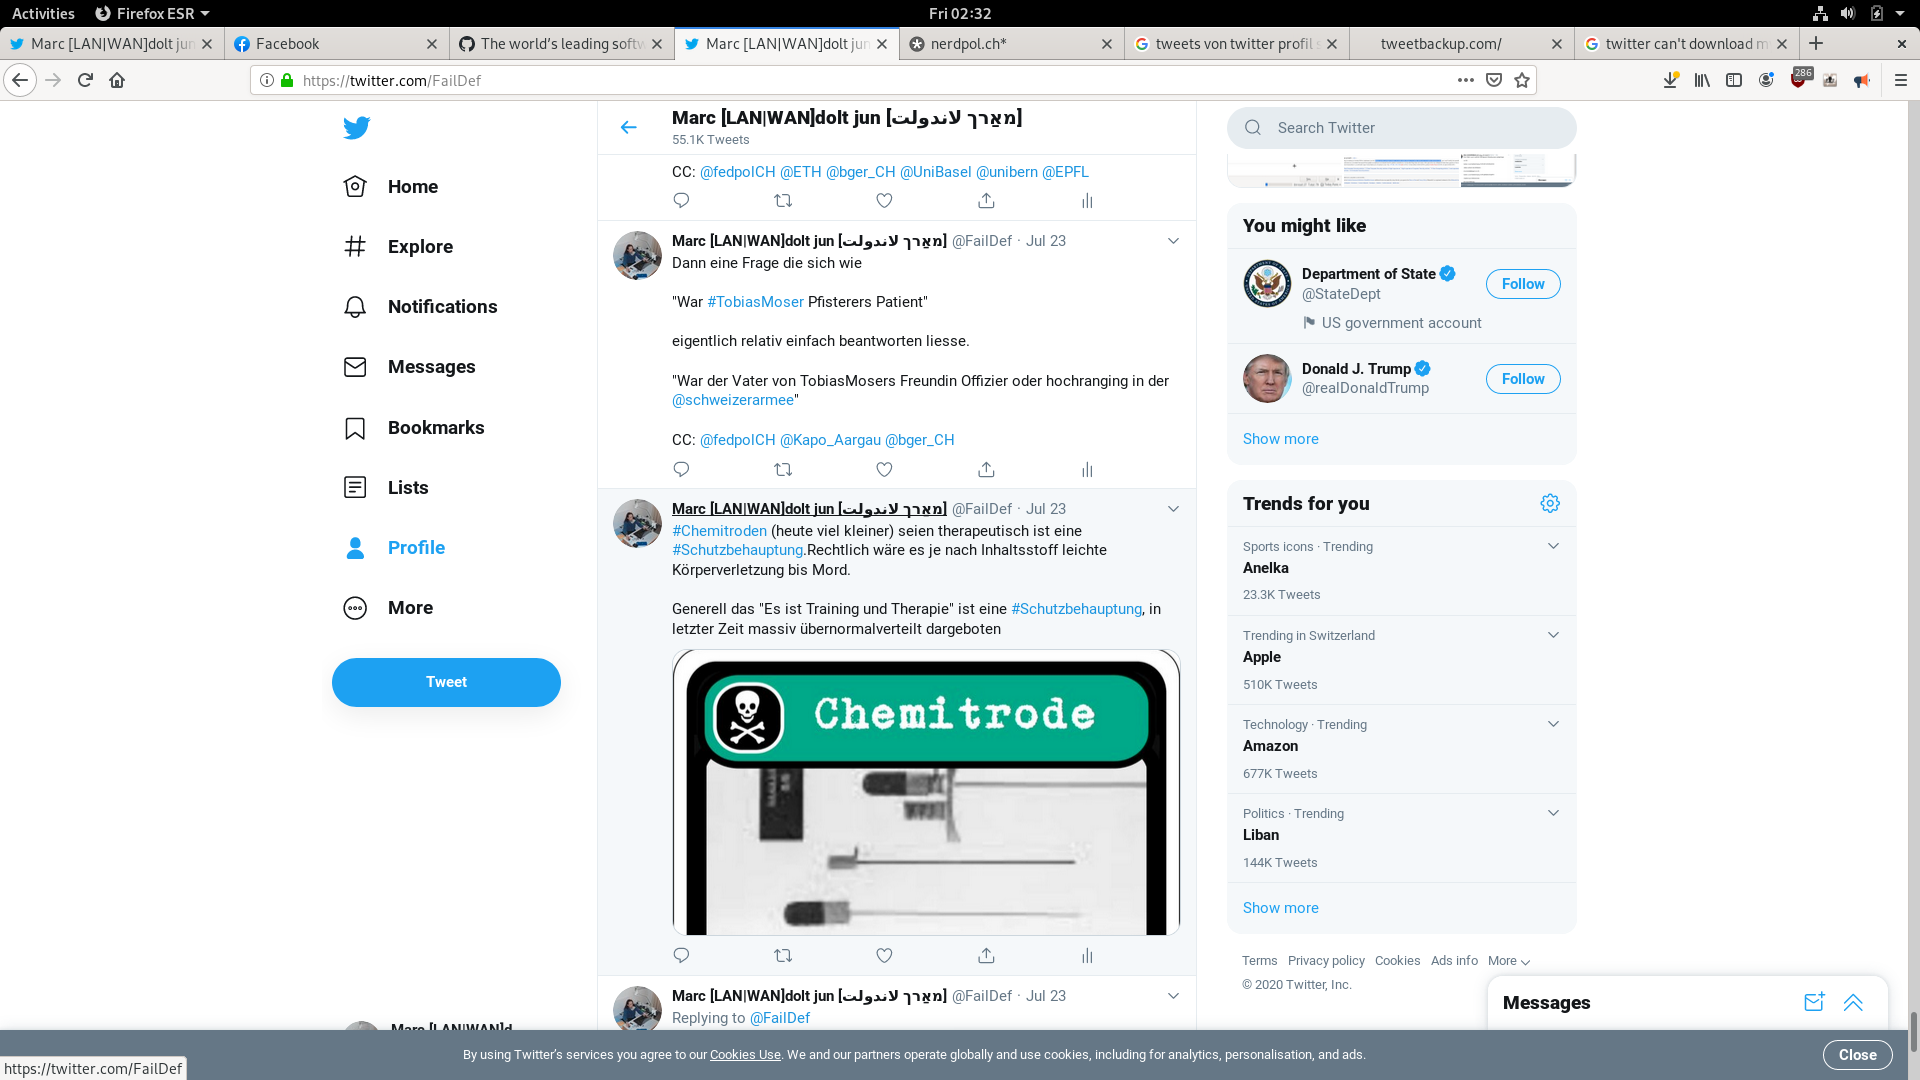 Activities Firefox ESR Fri 02:32
Marc [LAN|WAN]dolt jun Facebook The world's leading softw Marc [LAN|WAN]dolt jun nerdpol.ch* tweets von twitter profil s tweetbackup.com/ twitter can't download m
https://twitter.com/FailDef 286
Home
Explore
Notifications
Messages
Bookmarks
Lists
Profile
More
Tweet
Marc [LAN|WAN]d
Marc [LAN|WAN]dolt jun [מאַרך לאנדולת]
55.1K Tweets
CC: @fedpolCH @ETH @bger_CH @UniBasel @unibern @EPFL
Marc [LAN|WAN]dolt jun [מאַרך לאנדולת] @FailDef · Jul 23
Dann eine Frage die sich wie
"War #TobiasMoser Pfisterers Patient"
eigentlich relativ einfach beantworten liesse.
"War der Vater von TobiasMosers Freundin Offizier oder hochranging in der
@schweizerarmee"
CC: @fedpolCH @Kapo_Aargau @bger_CH
Marc [LAN|WAN]dolt jun [מאַרך לאנדולת] @FailDef · Jul 23
#Chemitroden (heute viel kleiner) seien therapeutisch ist eine
#Schutzbehauptung.Rechtlich wäre es je nach Inhaltsstoff leichte
Körperverletzung bis Mord.
Generell das "Es ist Training und Therapie" ist eine #Schutzbehauptung, in
letzter Zeit massiv übernormalverteilt dargeboten
Chemitrode
Marc [LAN|WAN]dolt jun [מאַרך לאנדולת] @FailDef · Jul 23
Replying to @FailDef
Search Twitter
You might like
Department of State
@StateDept
Follow
US government account
Donald J. Trump
@realDonaldTrump
Follow
Show more
Trends for you
Sports icons · Trending
Anelka
23.3K Tweets
Trending in Switzerland
Apple
510K Tweets
Technology · Trending
Amazon
677K Tweets
Politics · Trending
Liban
144K Tweets
Show more
Terms Privacy policy Cookies Ads info More
© 2020 Twitter, Inc.
Messages
By using Twitter's services you agree to our Cookies Use. We and our partners operate globally and use cookies, including for analytics, personalisation, and ads.
Close
https://twitter.com/FailDef